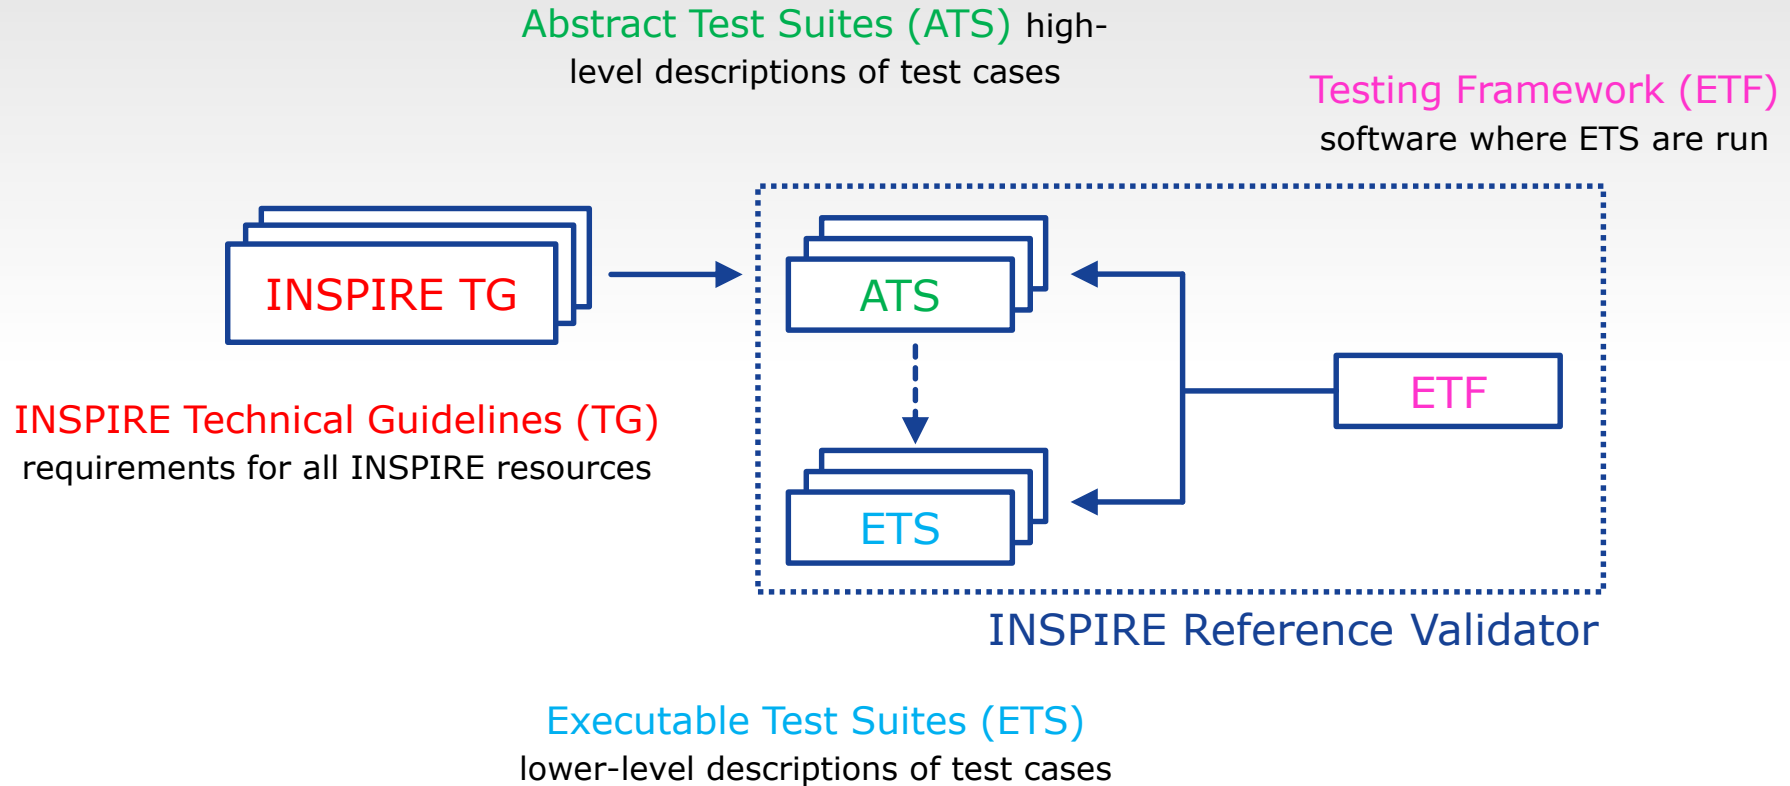 Abstract Test Suites (ATS) high-
level descriptions of test cases
Testing Framework (ETF)
software where ETS are run
INSPIRE TG
ATS
ETF
INSPIRE Technical Guidelines (TG)
requirements for all INSPIRE resources
ETS
INSPIRE Reference Validator
Executable Test Suites (ETS)
lower-level descriptions of test cases